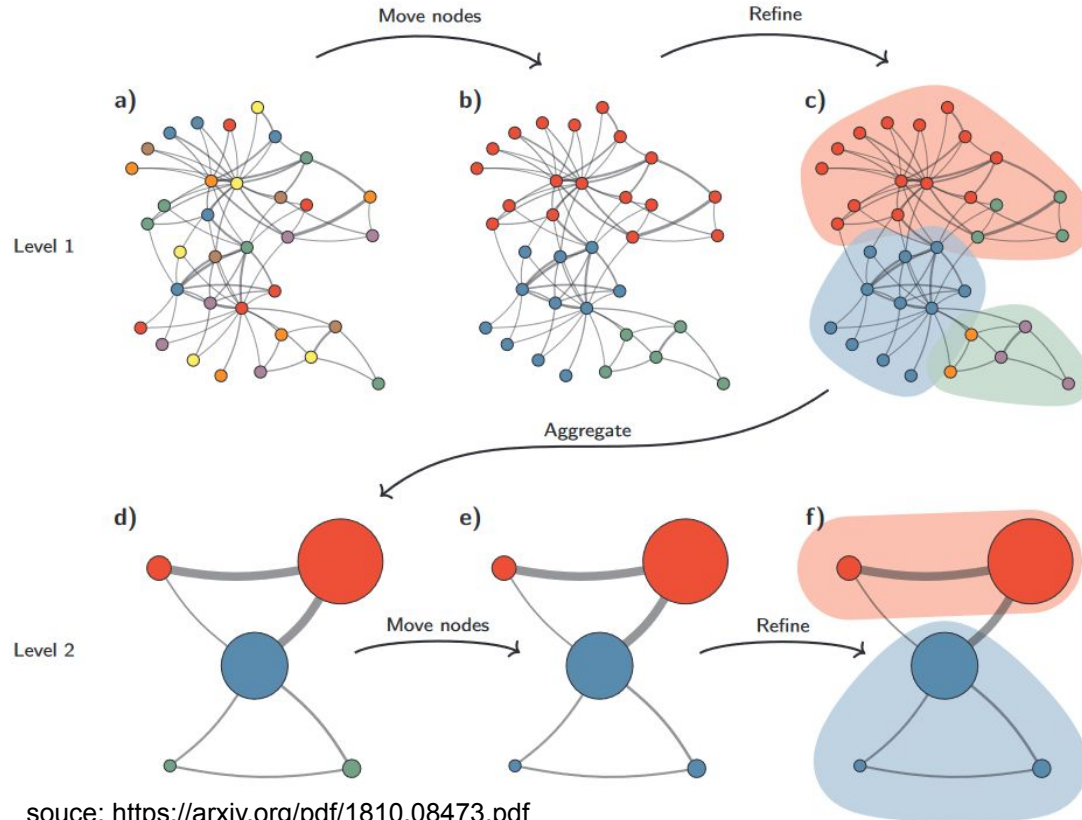 Move nodes
Refine
a)
b)
c)
Level 1
Aggregate
d)
e)
f)
Move nodes
Refine
Level 2
souce: https://arxiv.org/pdf/1810.08473.pdf